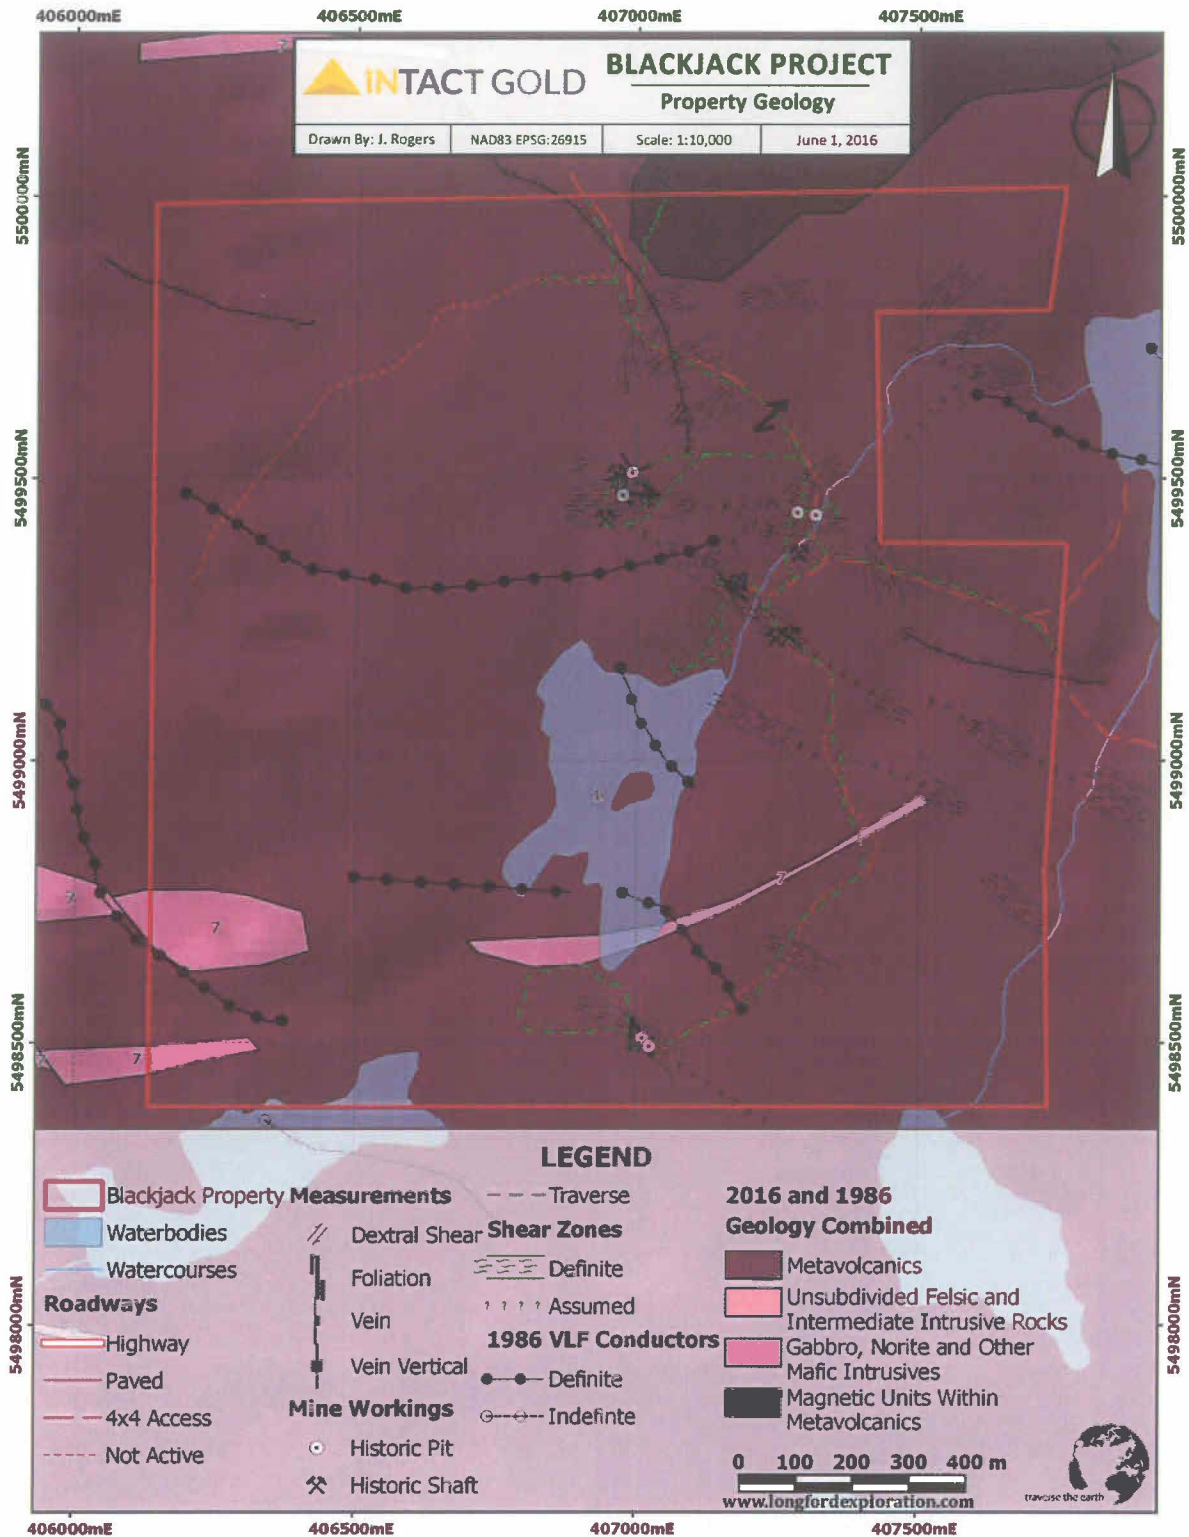 406000mE 406500mE 407000mE 407500mE
INTACT GOLD
BLACKJACK PROJECT
Property Geology
Drawn By: J. Rogers NAD83 EPSG:26915 Scale: 1:10,000 June 1, 2016
5500000mN 5500000mN
5499500mN 5499500mN
5499000mN 5499000mN
7 7 7
5498500mN 5498500mN
7
LEGEND
Blackjack Property
Waterbodies
Watercourses
Roadways
Highway
Paved
4x4 Access
Not Active
Measurements
Dextral Shear
Foliation
Vein
Vein Vertical
Mine Workings
Historic Pit
Historic Shaft
Traverse
Shear Zones
Definite
? ? ? ? Assumed
1986 VLF Conductors
Definite
Indefinte
2016 and 1986
Geology Combined
Metavolcanics
Unsubdivided Felsic and
Intermediate Intrusive Rocks
Gabbro, Norite and Other
Mafic Intrusives
Magnetic Units Within
Metavolcanics
5498000mN 5498000mN
0 100 200 300 400 m
www.longfordexploration.com
traverse the earth
406000mE 406500mE 407000mE 407500mE